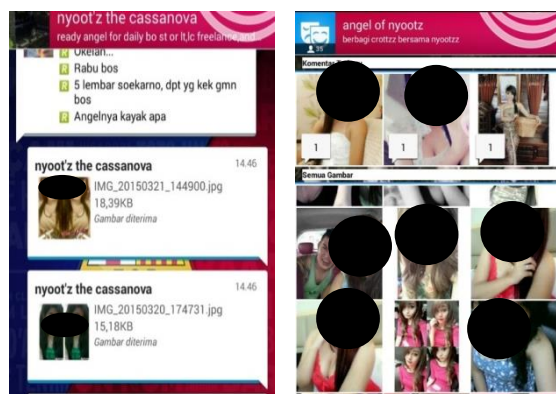 nyoot'z the cassanova
ready angel for daily bo st or lt,lc freelance,and
Okelah...
R Rabu bos
R 5 lembar soekarno, dpt yg kek gmn
bos
R Angelnya kayak apa
nyoot'z the cassanova 14.46
IMG_20150321_144900.jpg
18,39KB
Gambar diterima
nyoot'z the cassanova 14.46
IMG_20150320_174731.jpg
15,18KB
Gambar diterima
angel of nyootz
berbagi crottzz bersama nyootzz
35
Komentar
1
1
1
Semua Gambar